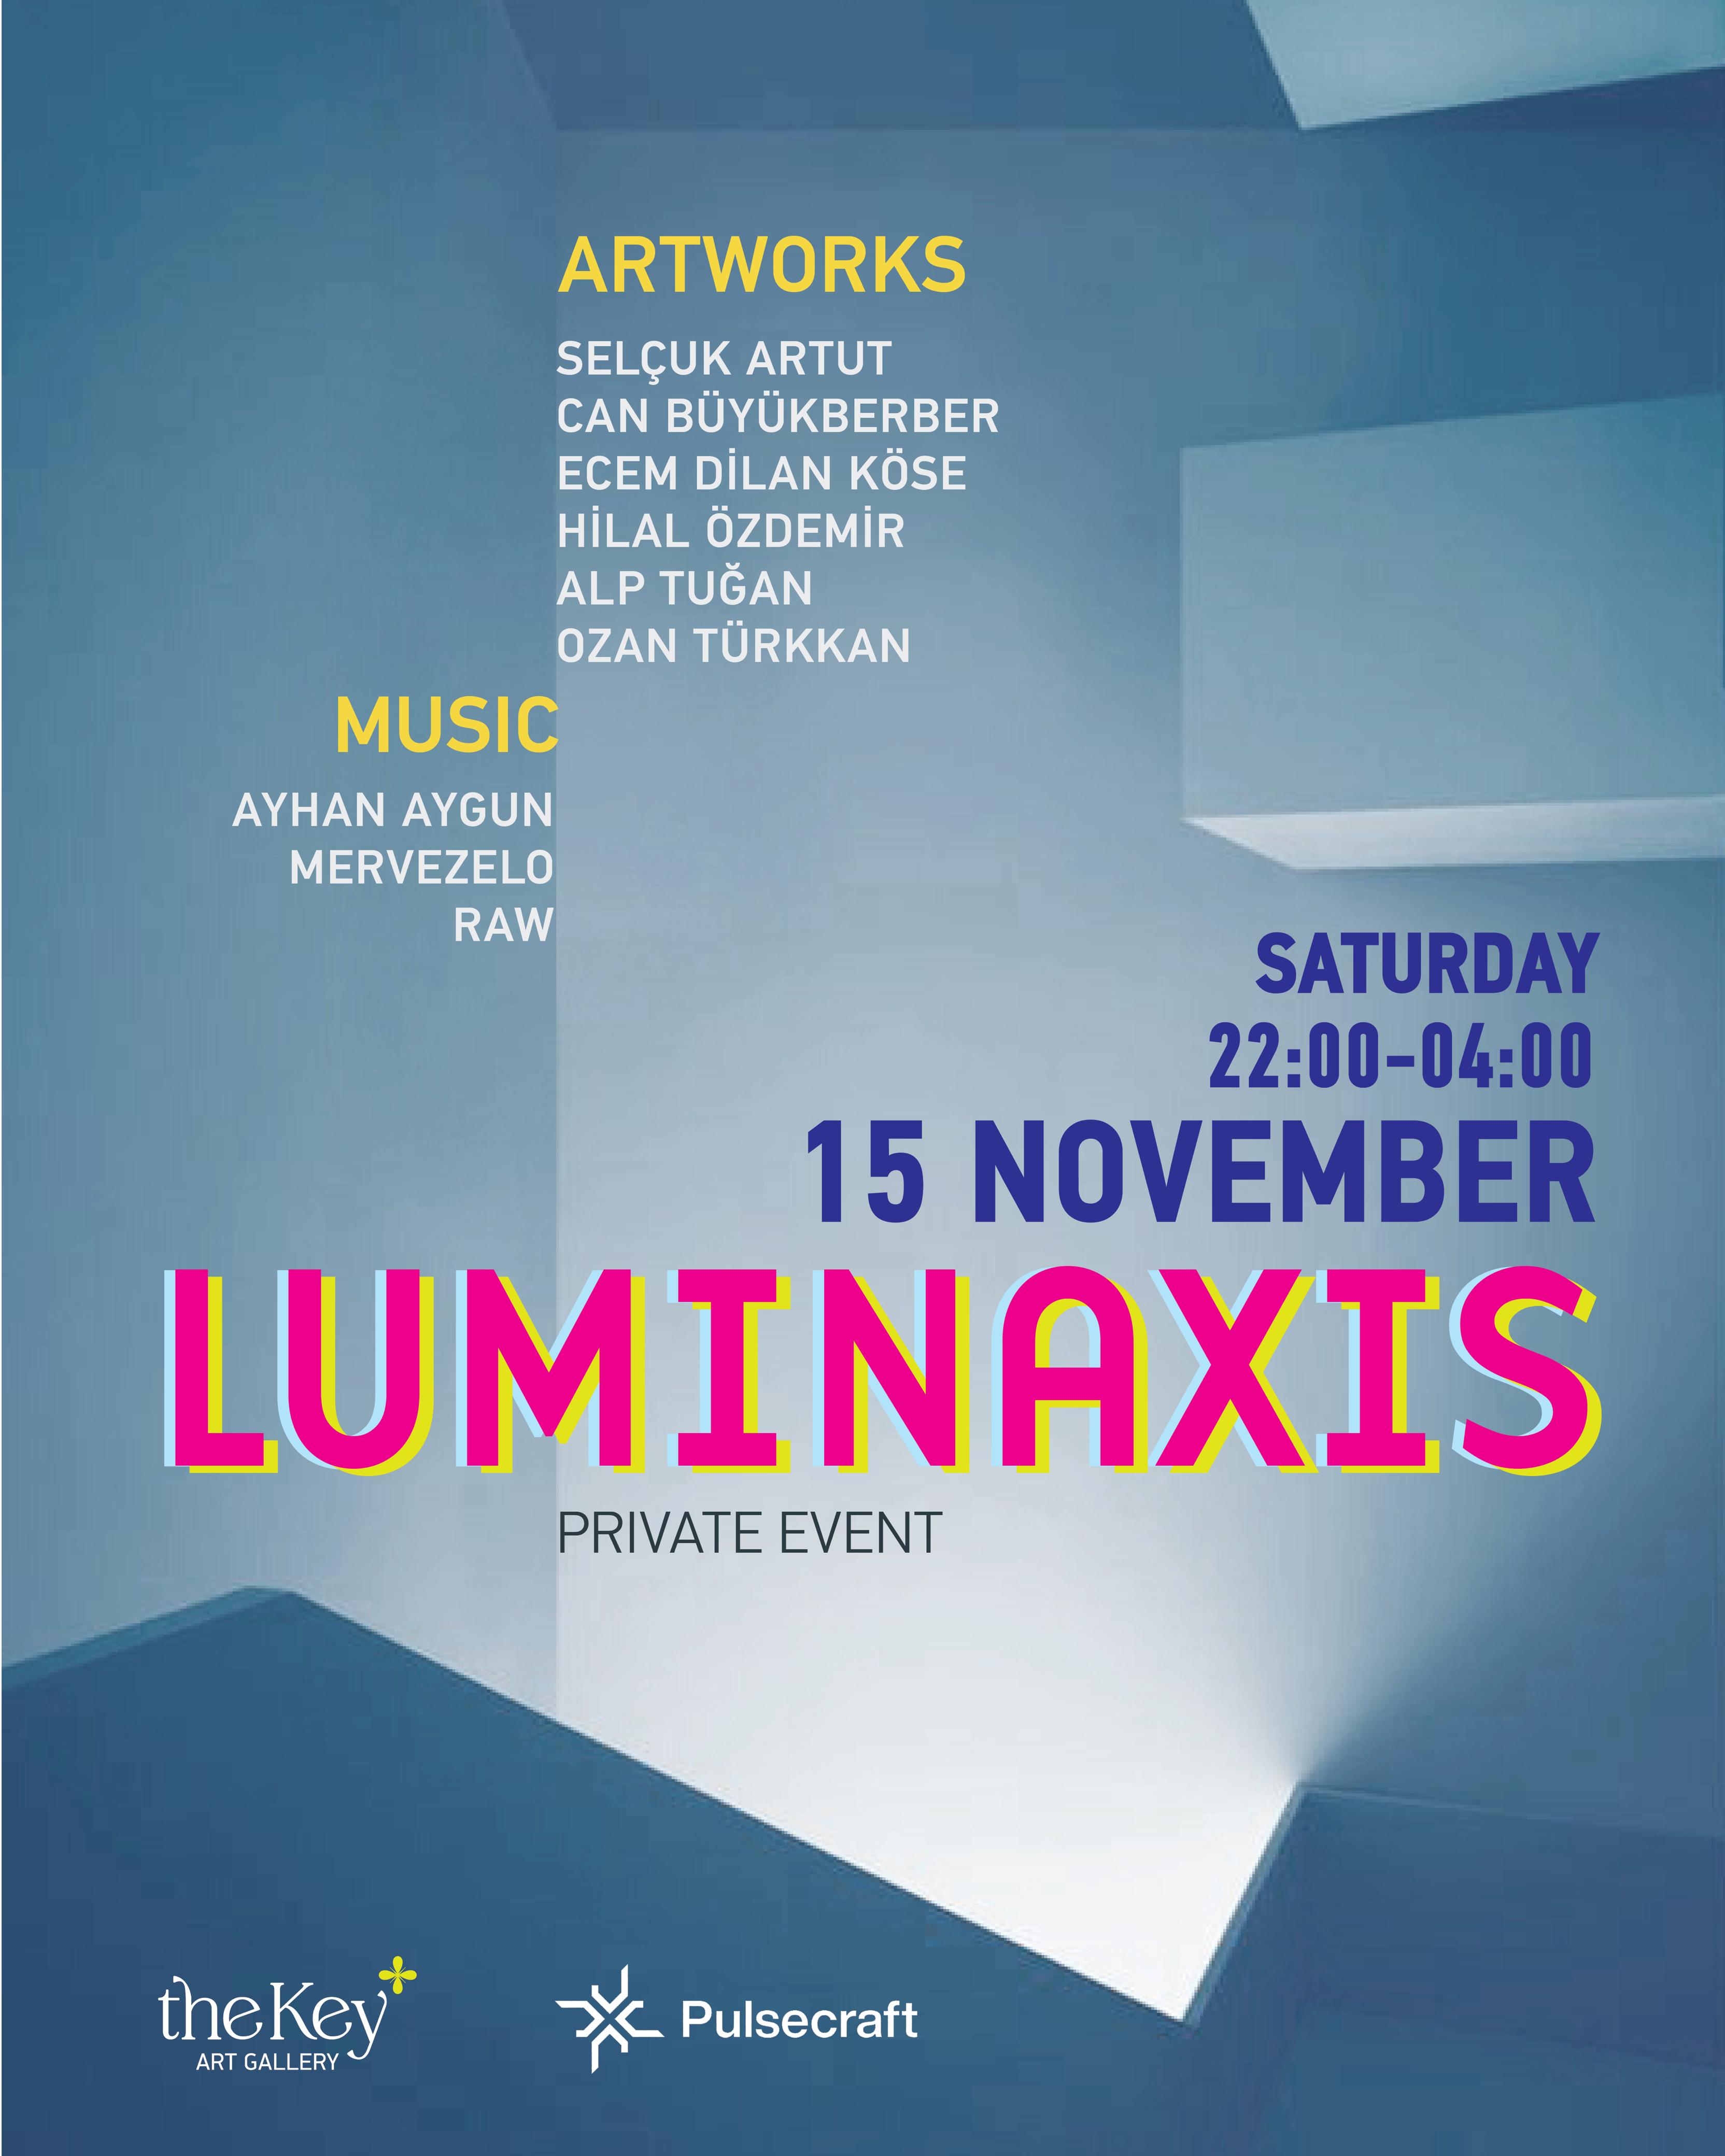 ARTWORKS
SELÇUK ARTUT
CAN BÜYÜKBERBER
ECEM DİLAN KÖSE
HİLAL ÖZDEMİR
ALP TUĞAN
OZAN TÜRKKAN
MUSIC
AYHAN AYGUN
MERVEZELO
RAW
SATURDAY
22:00-04:00
15 NOVEMBER
LUMINAXIS
PRIVATE EVENT
theKey
ART GALLERY
Pulsecraft